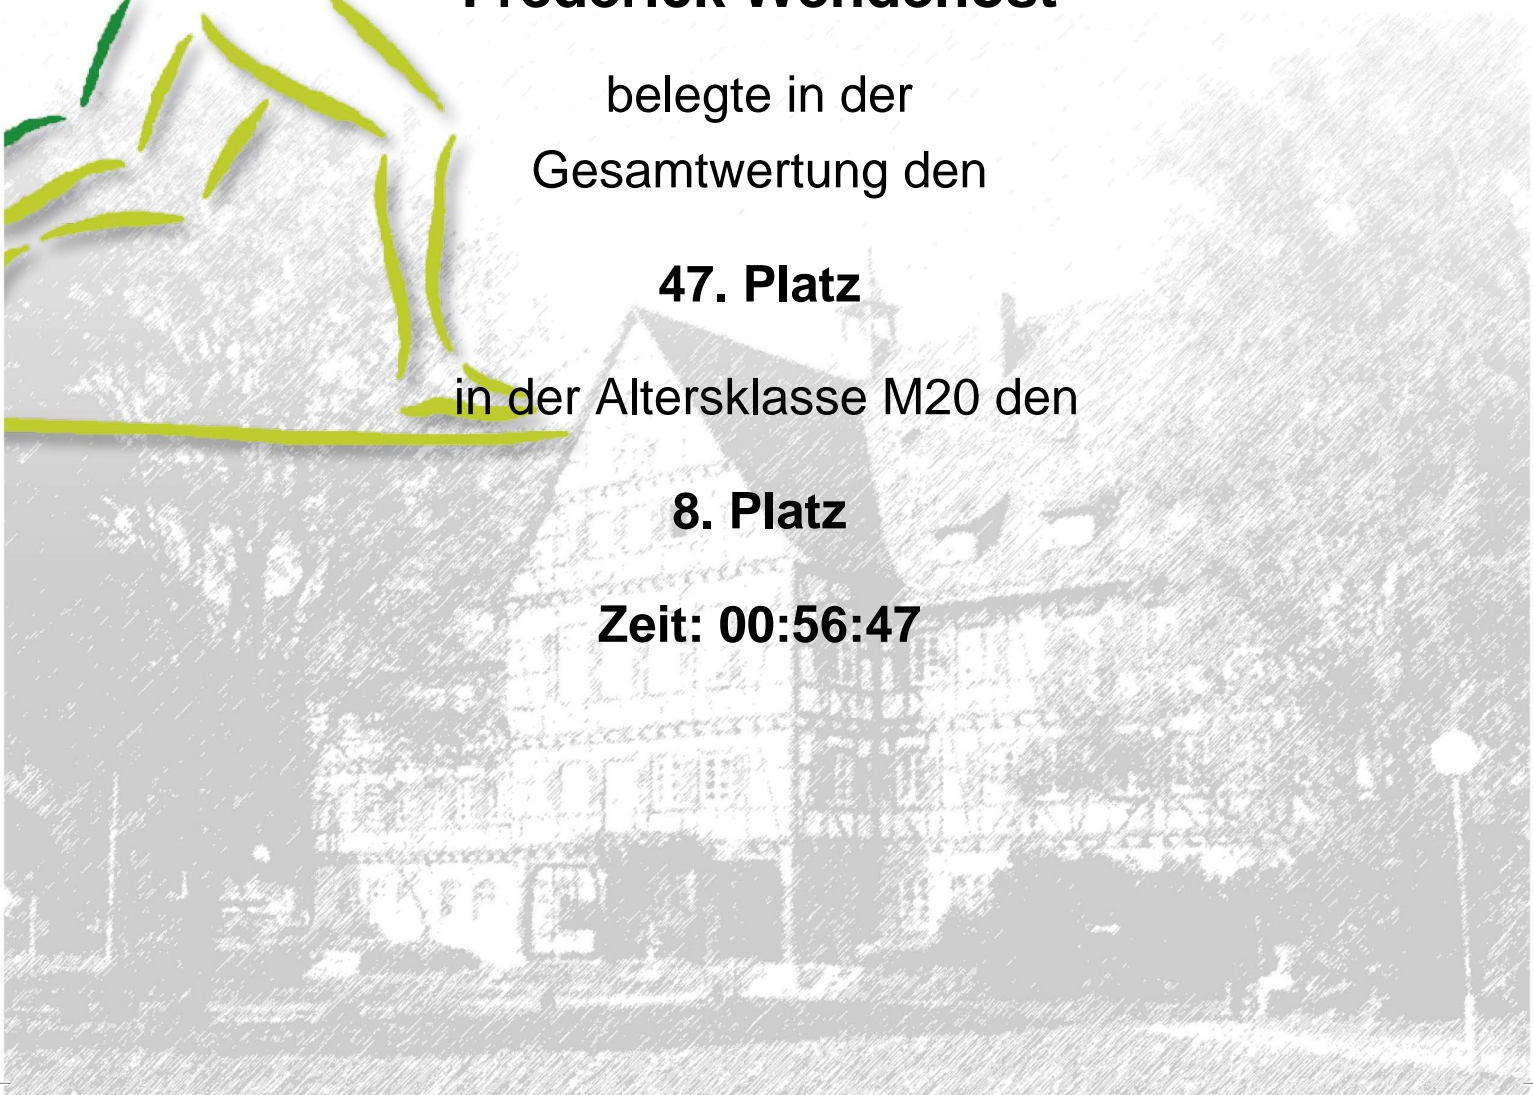 belegte in der
Gesamtwertung den
47. Platz
in der Altersklasse M20 den
8. Platz
Zeit: 00:56:47